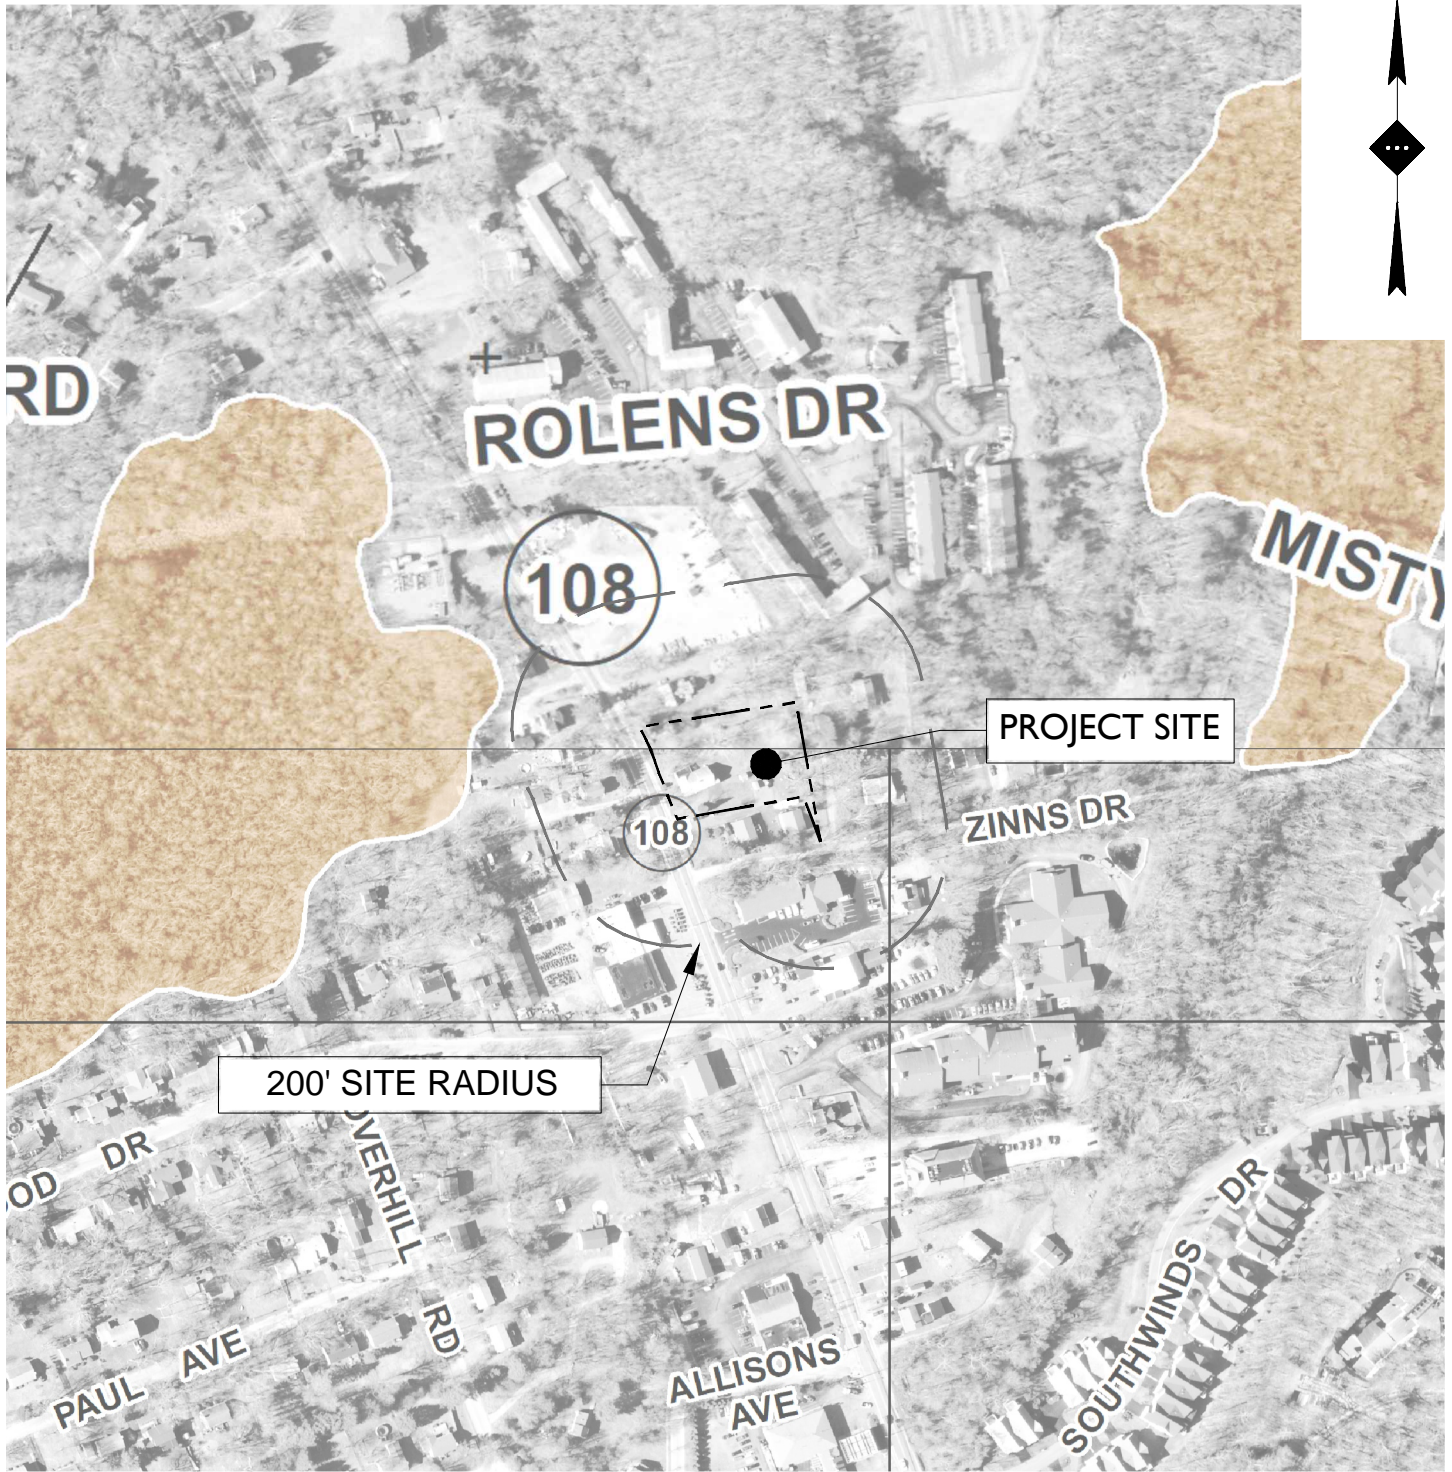 RD
ROLENS DR
108
MISTY
PROJECT SITE
108
ZINNS DR
200' SITE RADIUS
OD DR
OVERHILL RD
DR
SOUTHWINDS
PAUL AVE
ALLISONS
AVE